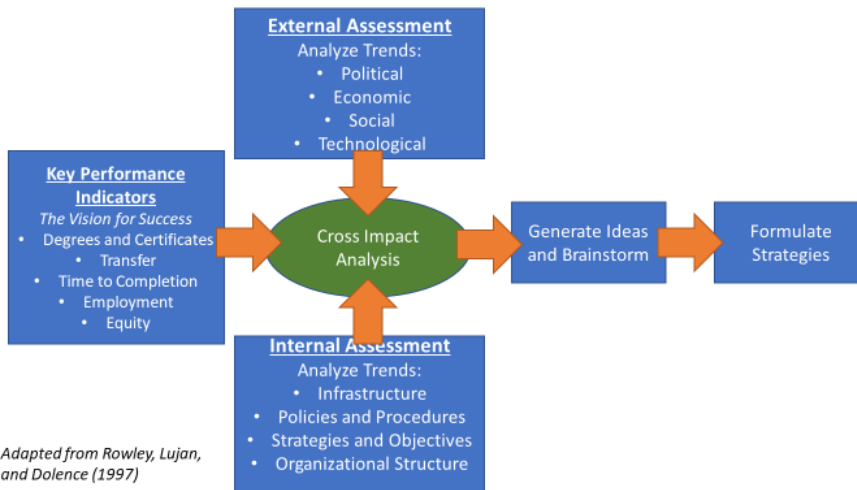 External Assessment
Analyze Trends:
• Political
• Economic
• Social
• Technological
Key Performance
Indicators
The Vision for Success
• Degrees and Certificates
• Transfer
• Time to Completion
• Employment
• Equity
Cross Impact
Analysis
Generate Ideas
and Brainstorm
Formulate
Strategies
Internal Assessment
Analyze Trends:
• Infrastructure
• Policies and Procedures
• Strategies and Objectives
• Organizational Structure
Adapted from Rowley, Lujan,
and Dolence (1997)